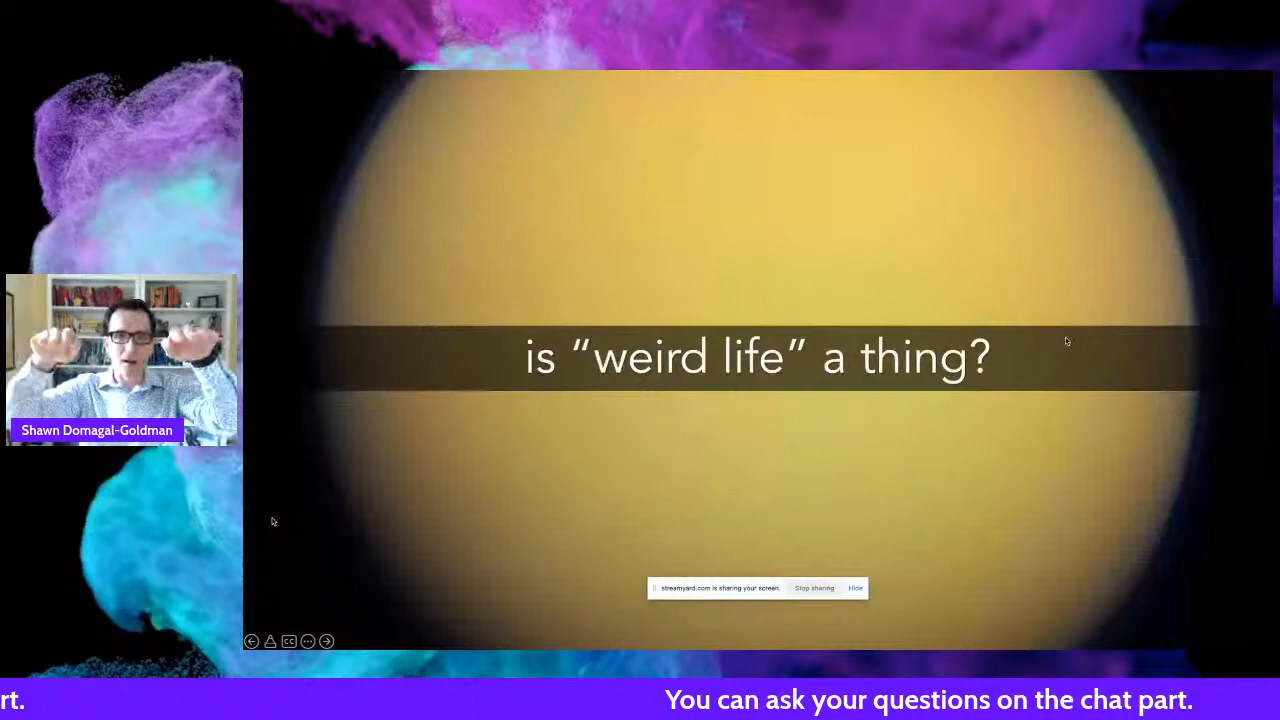 is “weird life” a thing?
Shawn Domagal-Goldman
streamyard.com is sharing your screen. Stop sharing Hide
CC
rt. You can ask your questions on the chat part.